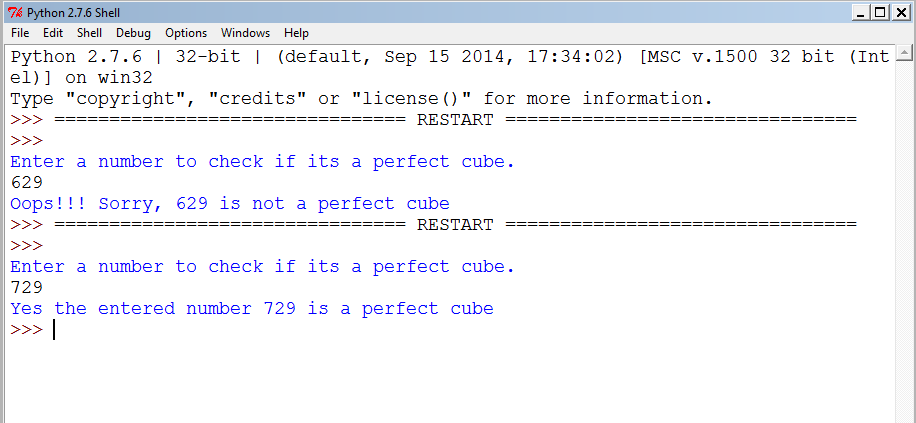 Python 2.7.6 Shell
File Edit Shell Debug Options Windows Help
Python 2.7.6 | 32-bit | (default, Sep 15 2014, 17:34:02) [MSC v.1500 32 bit (Int
el)] on win32
Type "copyright", "credits" or "license()" for more information.
>>> ================================ RESTART ================================
>>>
Enter a number to check if its a perfect cube.
629
Oops!!! Sorry, 629 is not a perfect cube
>>> ================================ RESTART ================================
>>>
Enter a number to check if its a perfect cube.
729
Yes the entered number 729 is a perfect cube
>>>